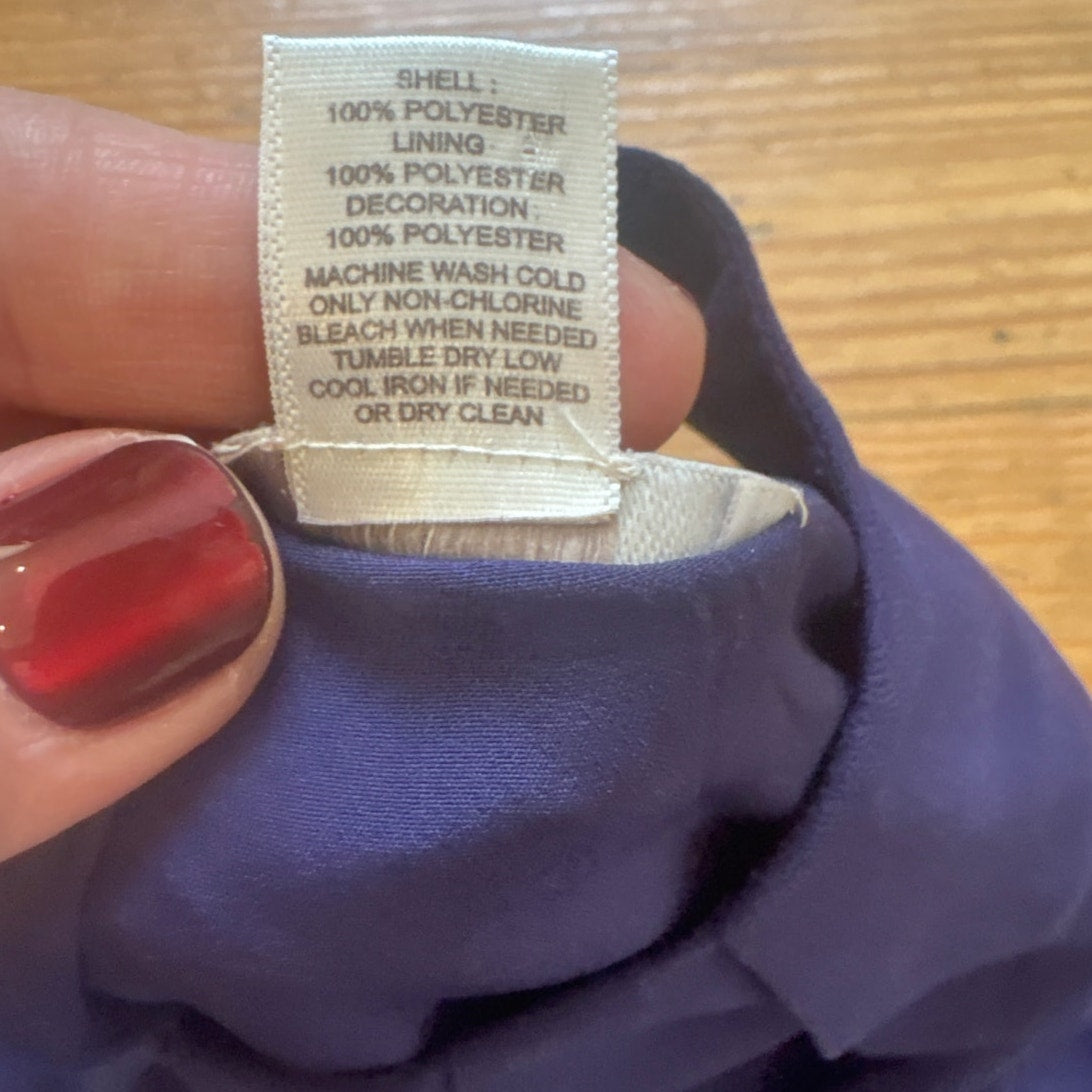 SHELL :
100% POLYESTER
LINING :
100% POLYESTER
DECORATION :
100% POLYESTER
MACHINE WASH COLD
ONLY NON-CHLORINE
BLEACH WHEN NEEDED
TUMBLE DRY LOW
COOL IRON IF NEEDED
OR DRY CLEAN